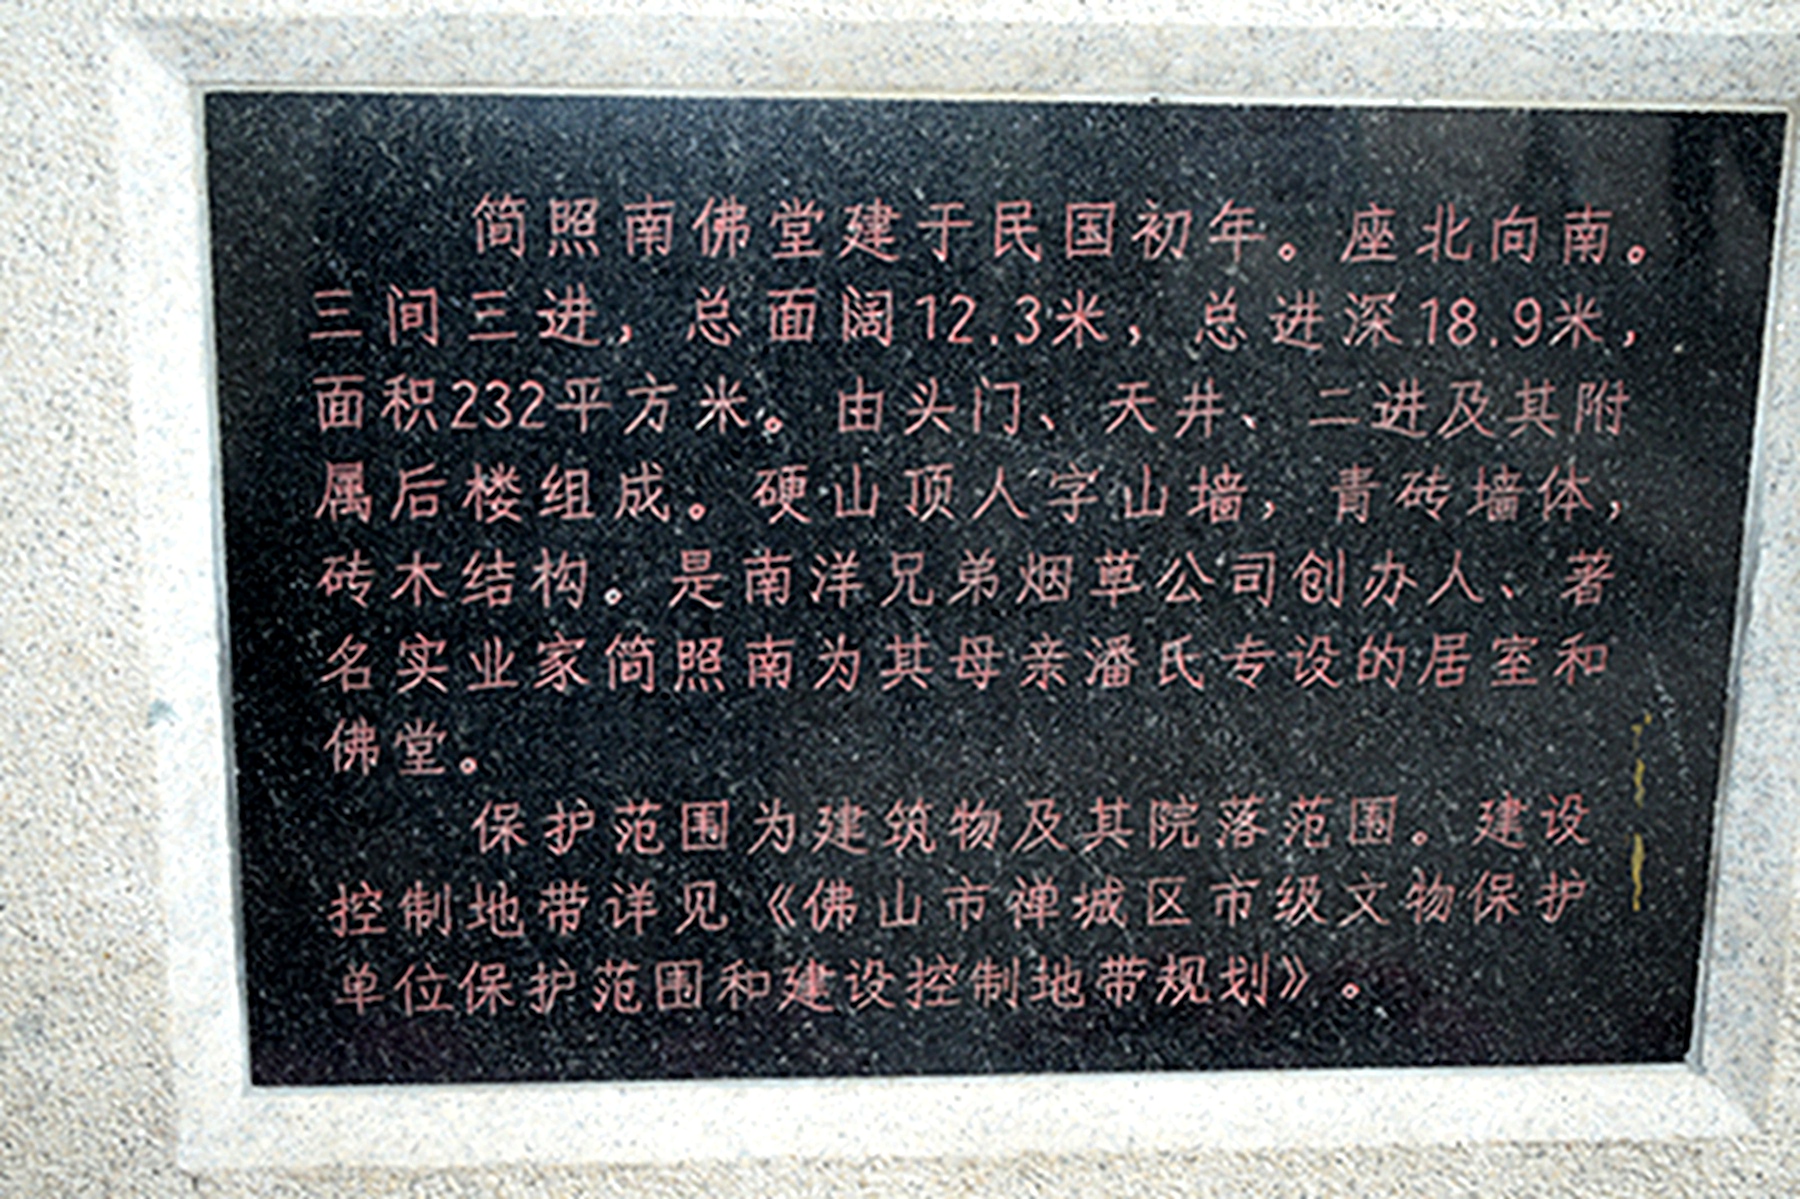 简照南佛堂建于民国初年。座北向南。
三间三进，总面阔12.3米，总进深18.9米，
面积232平方米。由头门、天井、二进及其附
属后楼组成。硬山顶人字山墙，青砖墙体，
砖木结构。是南洋兄弟烟草公司创办人、著
名实业家简照南为其母亲潘氏专设的居室和
佛堂。
保护范围为建筑物及其院落范围。建设
控制地带详见《佛山市禅城区市级文物保护
单位保护范围和建设控制地带规划》。